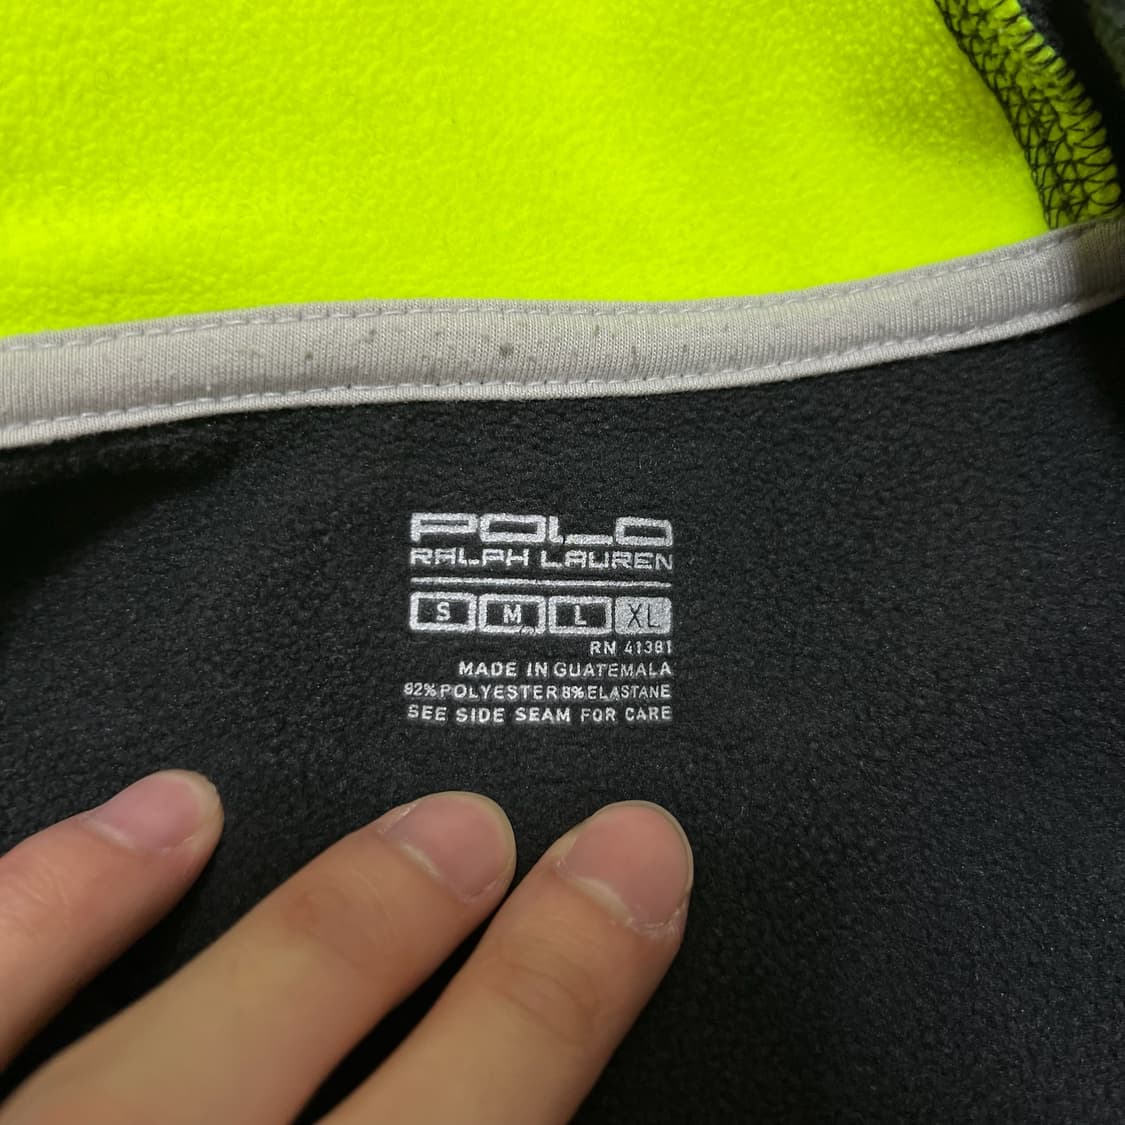 POLO
RALPH LAUREN
S M L XL
RN 41381
MADE IN GUATEMALA
92% POLYESTER 8% ELASTANE
SEE SIDE SEAM FOR CARE